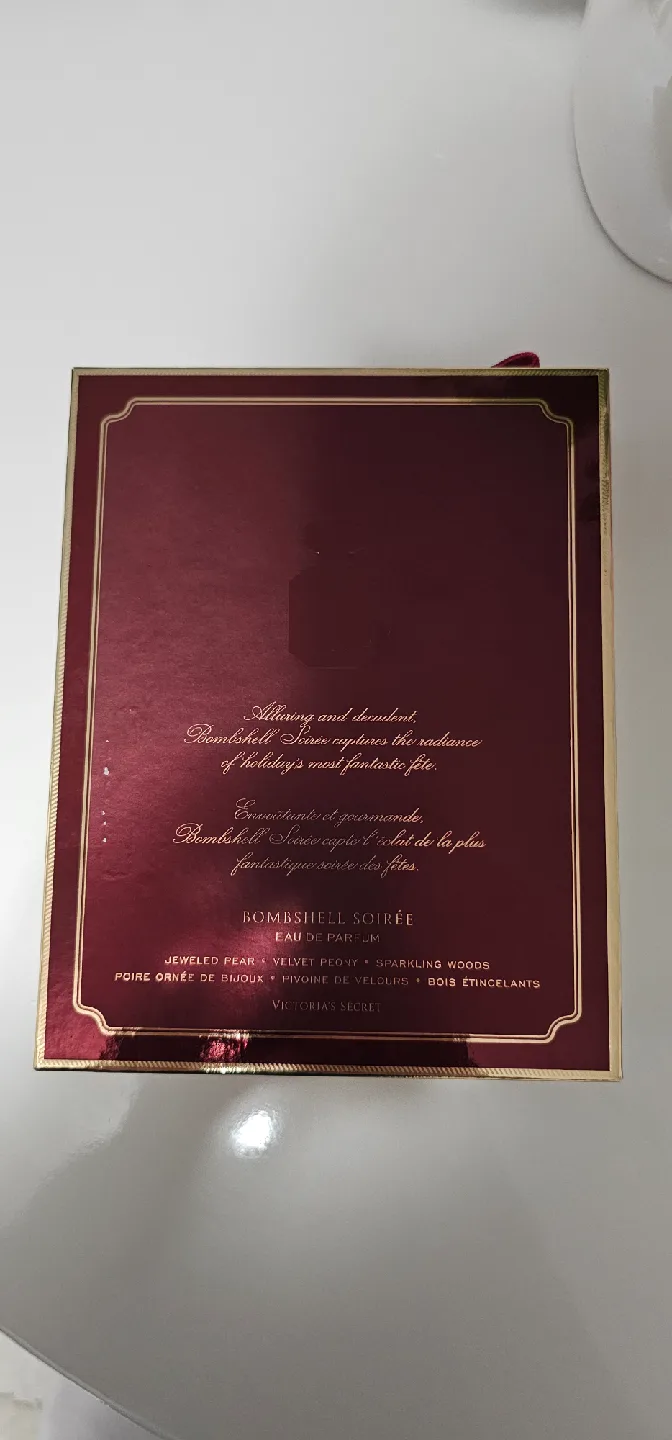 Alluring and decadent,
Bombshell Soirée captures the radiance
of holiday's most fantastic fête.
Envoûtante et gourmande,
Bombshell Soirée capte l'éclat de la plus
fantastique soirée des fêtes.
BOMBSHELL SOIRÉE
EAU DE PARFUM
JEWELED PEAR • VELVET PEONY • SPARKLING WOODS
POIRE ORNÉE DE BIJOUX • PIVOINE DE VELOURS • BOIS ÉTINCELANTS
VICTORIA'S SECRET